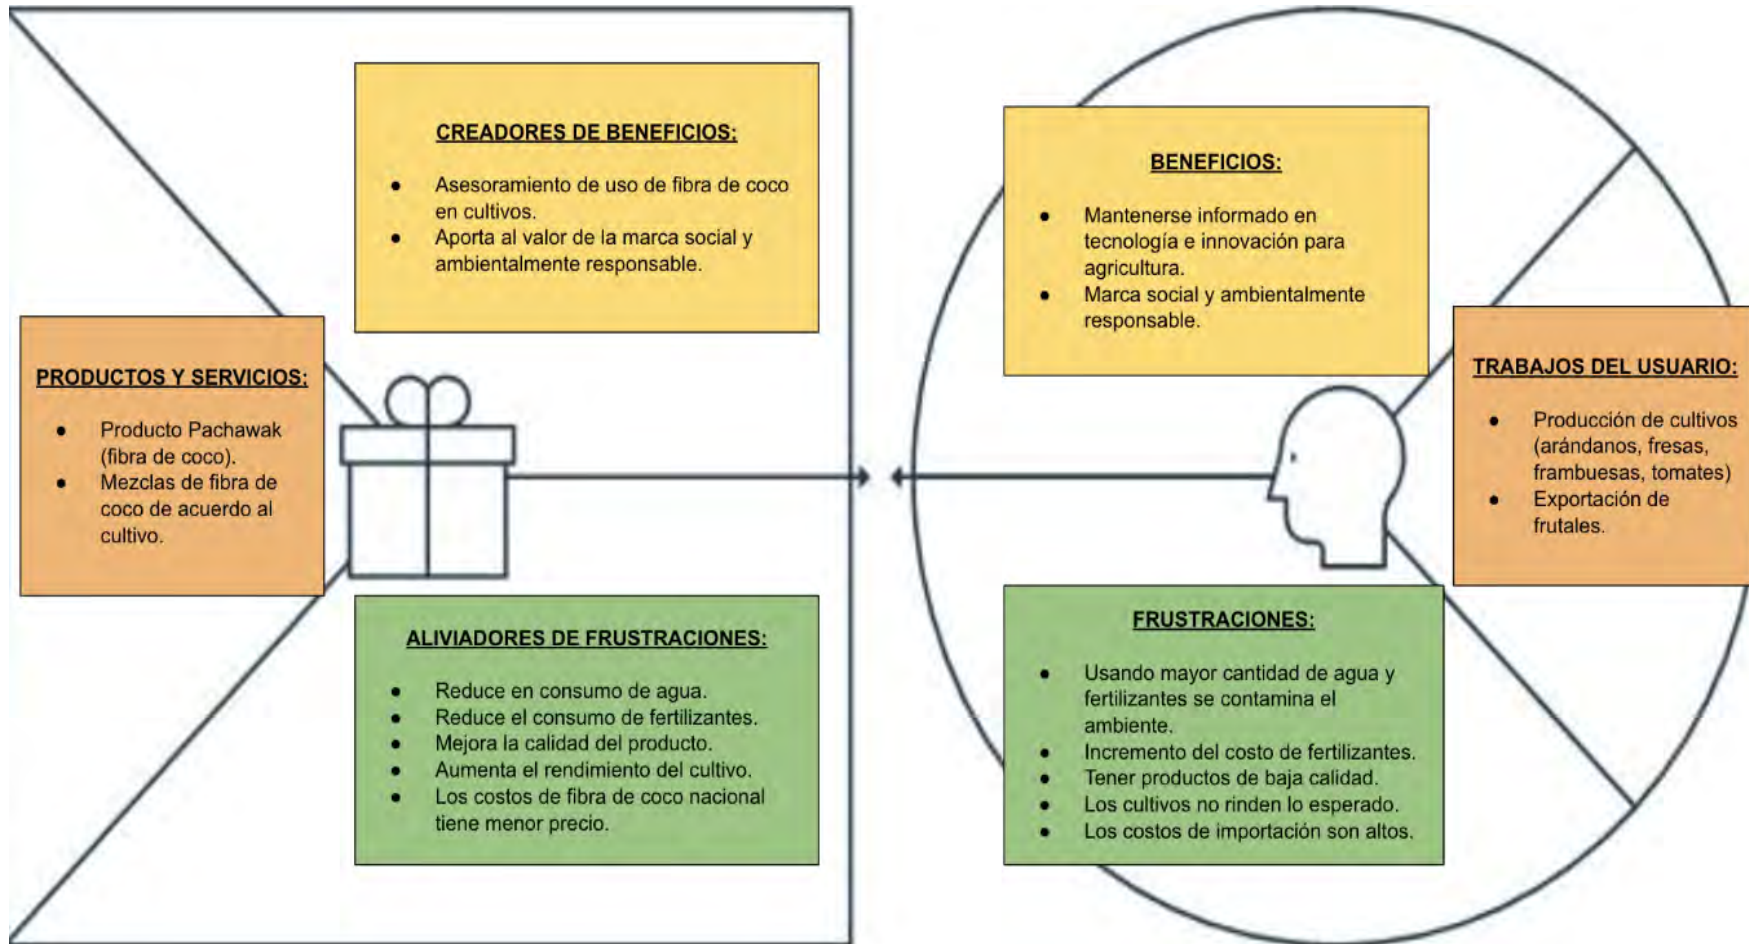 CREADORES DE BENEFICIOS:
● Asesoramiento de uso de fibra de coco
en cultivos.
● Aporta al valor de la marca social y
ambientalmente responsable.
PRODUCTOS Y SERVICIOS:
● Producto Pachawak
(fibra de coco).
● Mezclas de fibra de
coco de acuerdo al
cultivo.
ALIVIADORES DE FRUSTRACIONES:
● Reduce en consumo de agua.
● Reduce el consumo de fertilizantes.
● Mejora la calidad del producto.
● Aumenta el rendimiento del cultivo.
● Los costos de fibra de coco nacional
tiene menor precio.
BENEFICIOS:
● Mantenerse informado en
tecnología e innovación para
agricultura.
● Marca social y ambientalmente
responsable.
TRABAJOS DEL USUARIO:
● Producción de cultivos
(arándanos, fresas,
frambuesas, tomates)
● Exportación de
frutales.
FRUSTRACIONES:
● Usando mayor cantidad de agua y
fertilizantes se contamina el
ambiente.
● Incremento del costo de fertilizantes.
● Tener productos de baja calidad.
● Los cultivos no rinden lo esperado.
● Los costos de importación son altos.